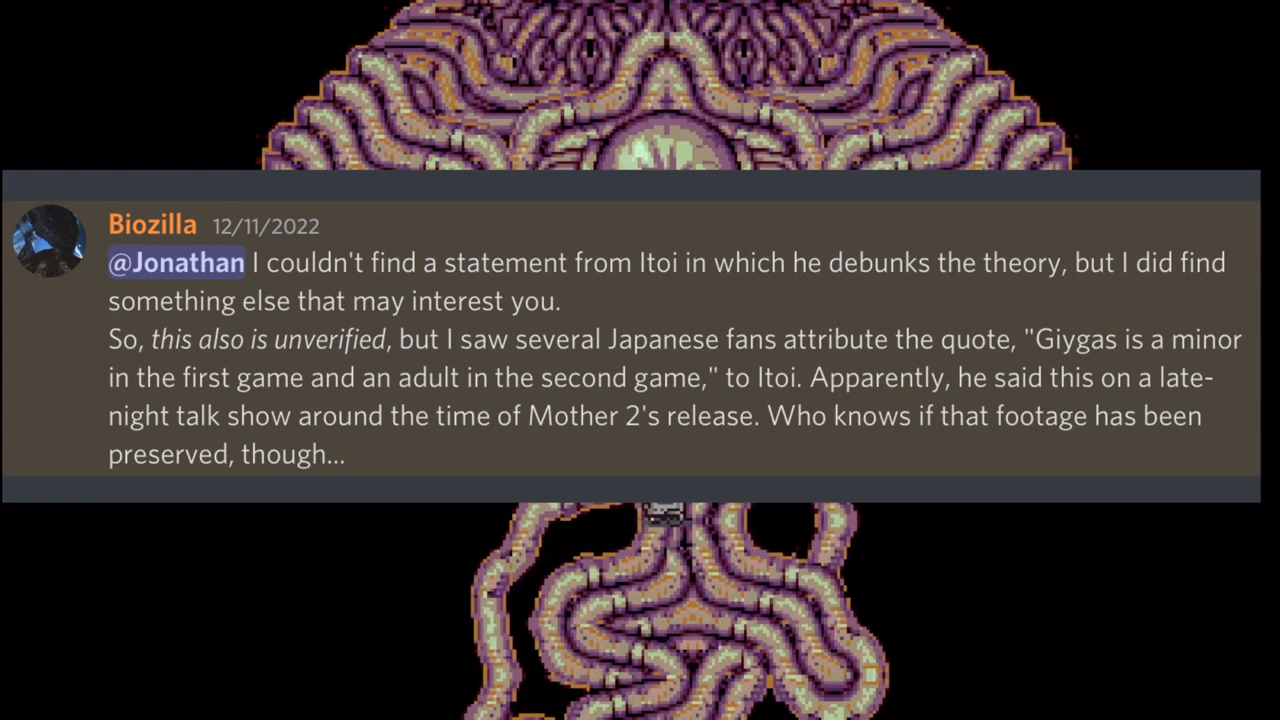 Biozilla 12/11/2022
@Jonathan I couldn't find a statement from Itoi in which he debunks the theory, but I did find
something else that may interest you.
So, this also is unverified, but I saw several Japanese fans attribute the quote, "Giygas is a minor
in the first game and an adult in the second game," to Itoi. Apparently, he said this on a late-
night talk show around the time of Mother 2's release. Who knows if that footage has been
preserved, though...